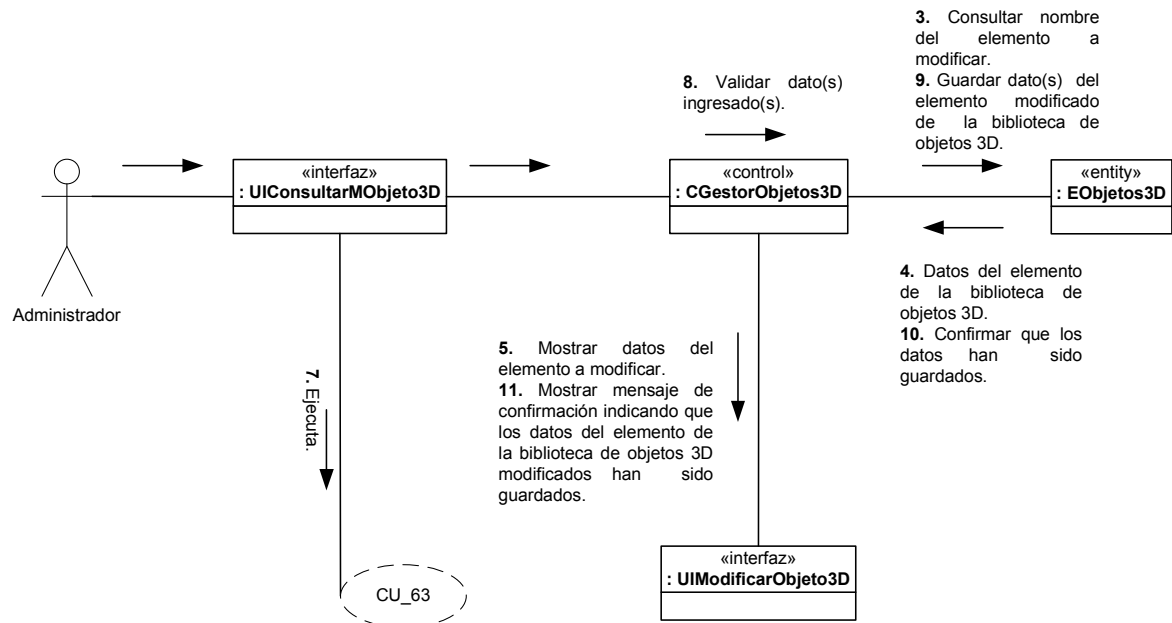 3. Consultar nombre
del elemento a
modificar.
9. Guardar dato(s) del
elemento modificado
de la biblioteca de
objetos 3D.
8. Validar dato(s)
ingresado(s).
«interfaz»
: UIConsultarMObjeto3D
«control»
: CGestorObjetos3D
«entity»
: EObjetos3D
Administrador
4. Datos del elemento
de la biblioteca de
objetos 3D.
10. Confirmar que los
datos han sido
guardados.
5. Mostrar datos del
elemento a modificar.
11. Mostrar mensaje de
confirmación indicando que
los datos del elemento de
la biblioteca de objetos 3D
modificados han sido
guardados.
7. Ejecuta.
«interfaz»
: UIModificarObjeto3D
CU_63